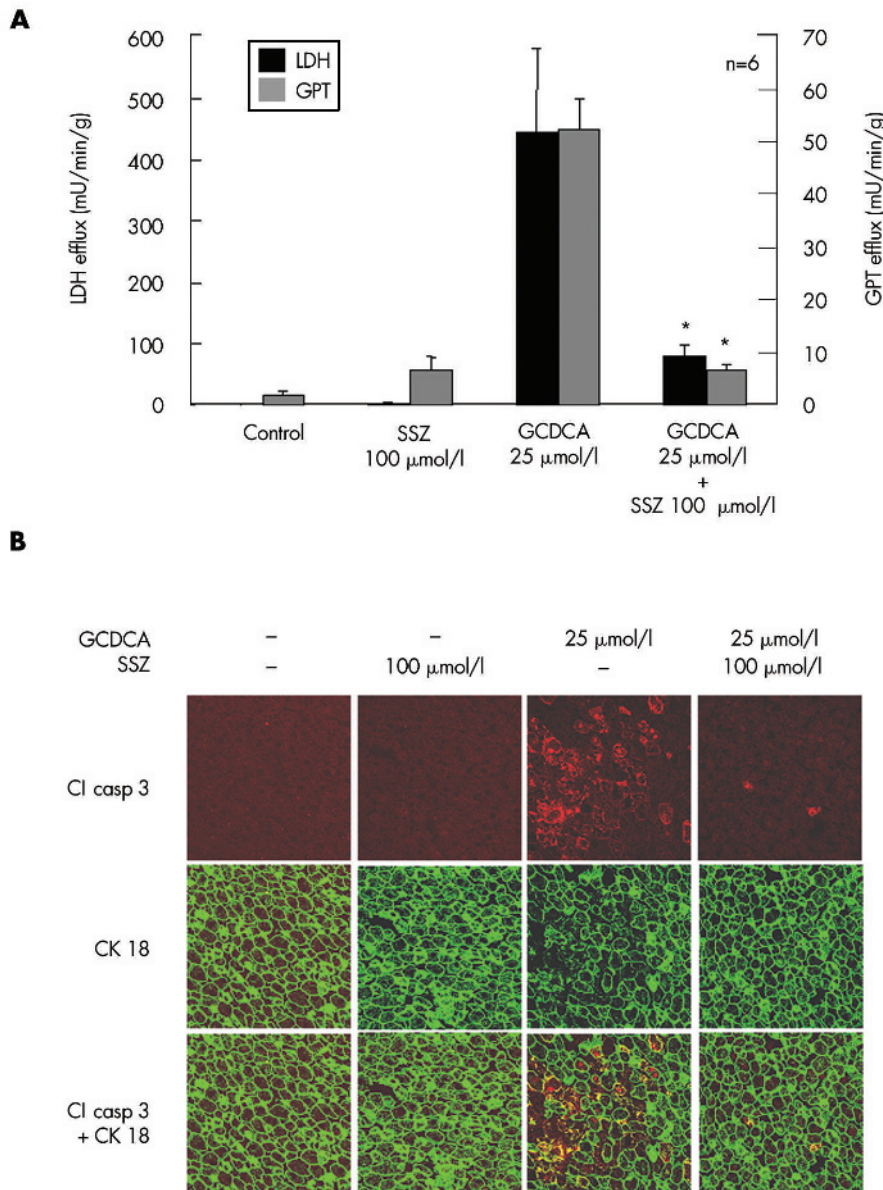 A
600
500
400
300
200
100
0
LDH efflux (mU/min/g)
LDH
GPT
n=6
70
60
50
40
30
20
10
0
GPT efflux (mU/min/g)
*
*
Control
SSZ
100 μmol/l
GCDCA
25 μmol/l
GCDCA
25 μmol/l
+
SSZ 100 μmol/l
B
GCDCA – – 25 μmol/l 25 μmol/l
SSZ – 100 μmol/l – 100 μmol/l
Cl casp 3
CK 18
Cl casp 3
+ CK 18